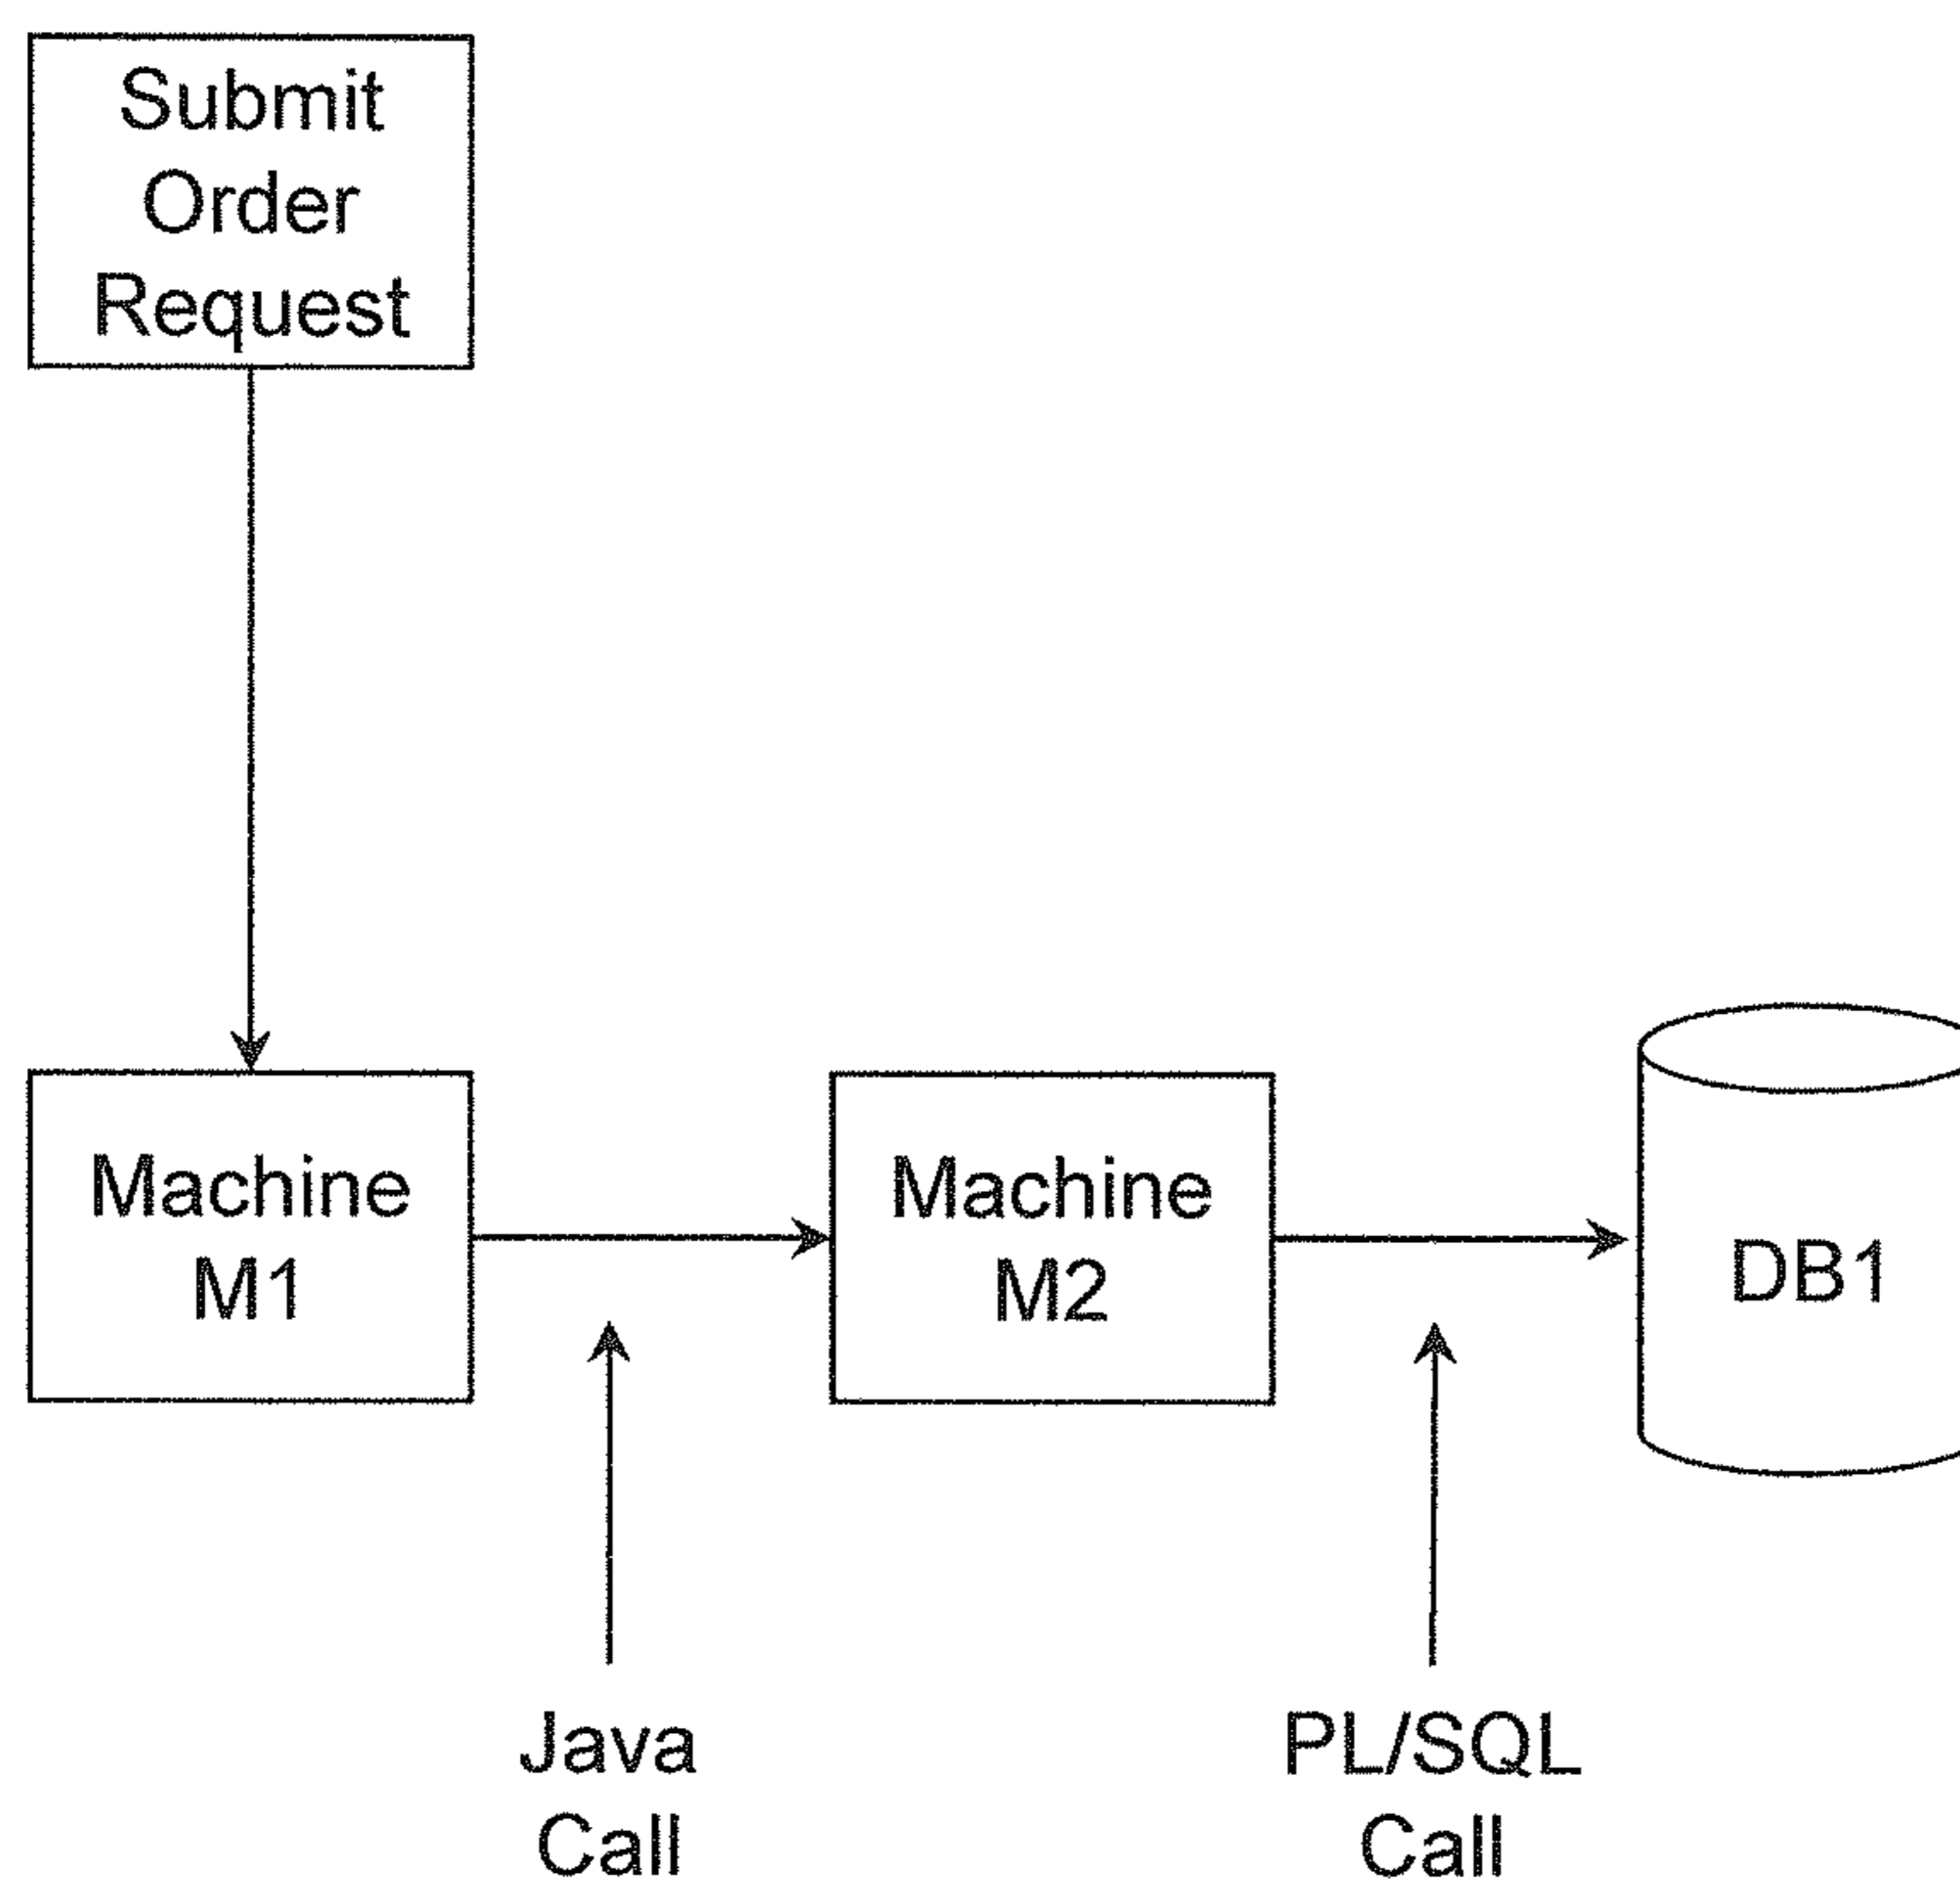 Submit
Order
Request
Machine
M1
Machine
M2
DB1
Java
Call
PL/SQL
Call